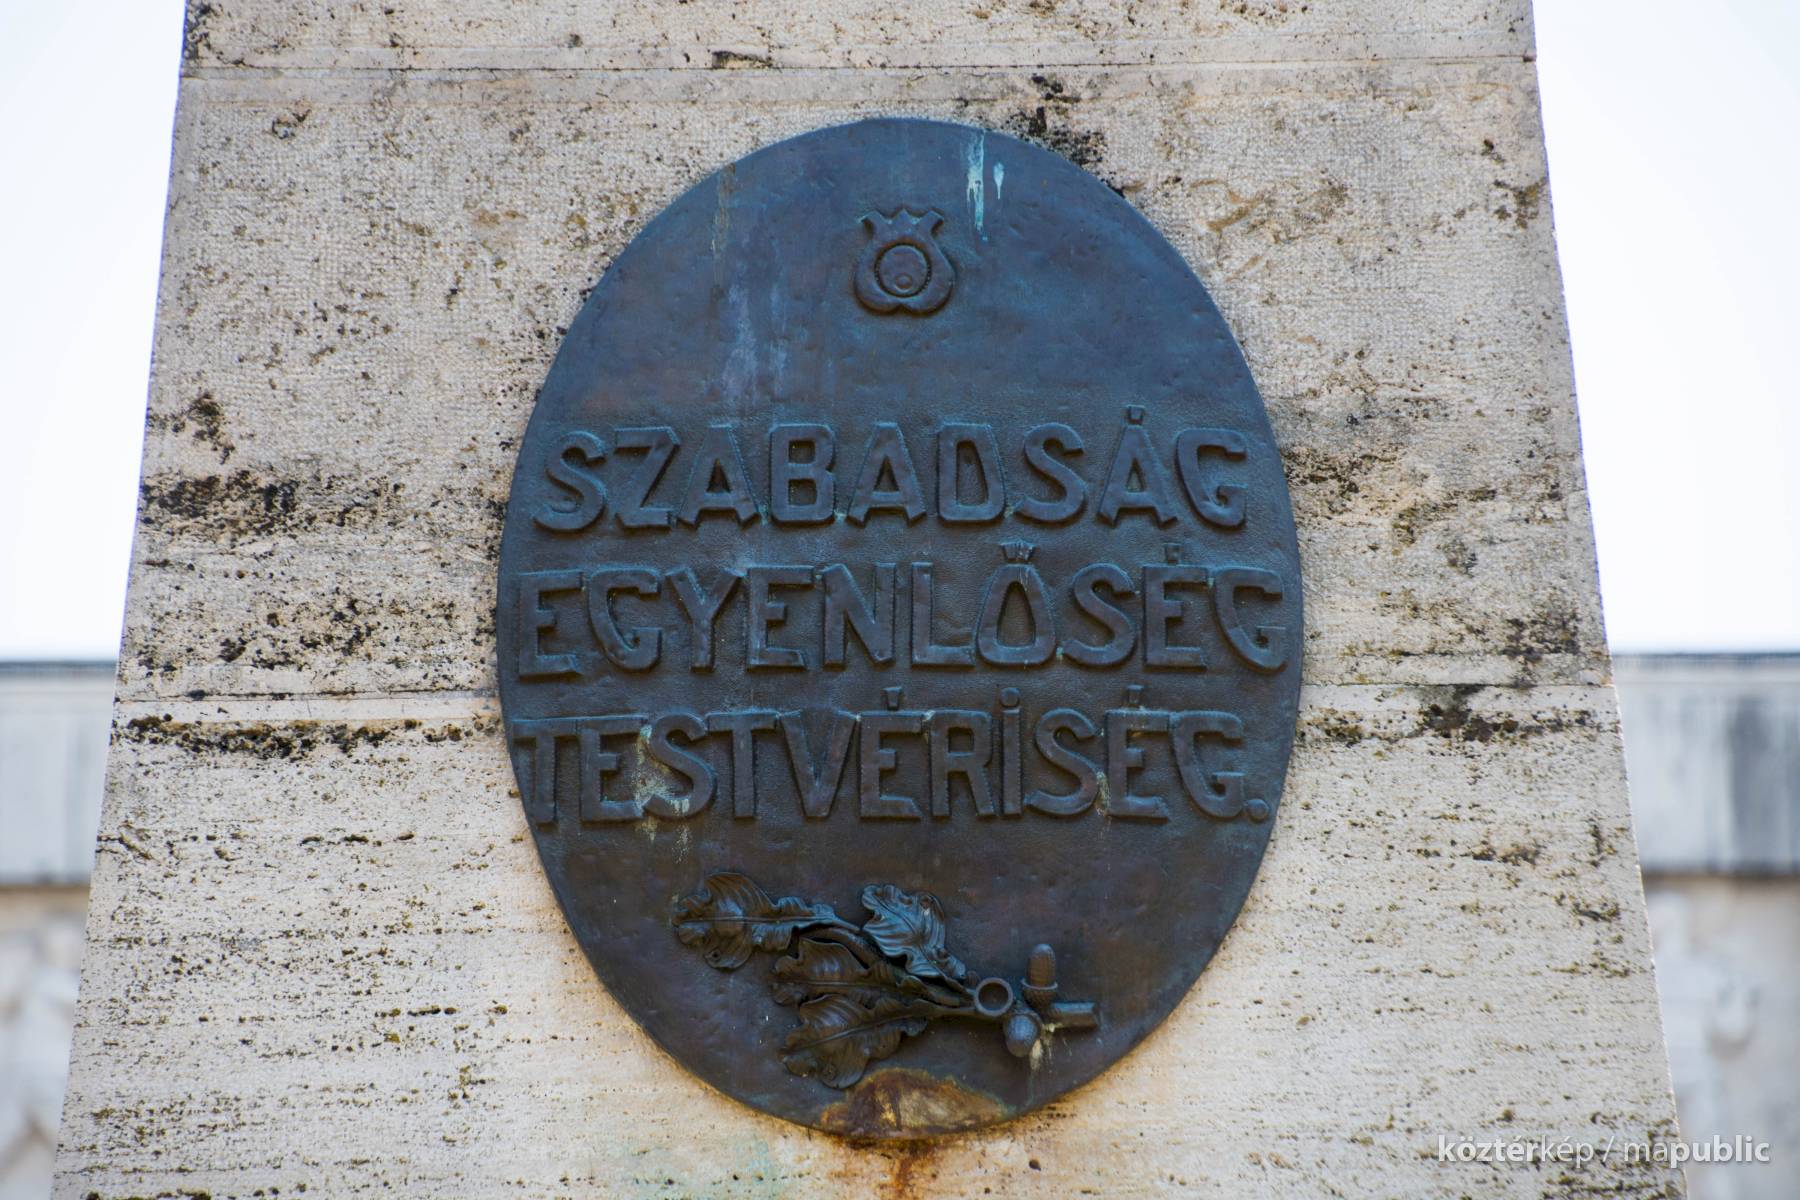 SZABADSÁG
EGYENLŐSÉG
TESTVÉRISÉG.
köztérkép / mapublic